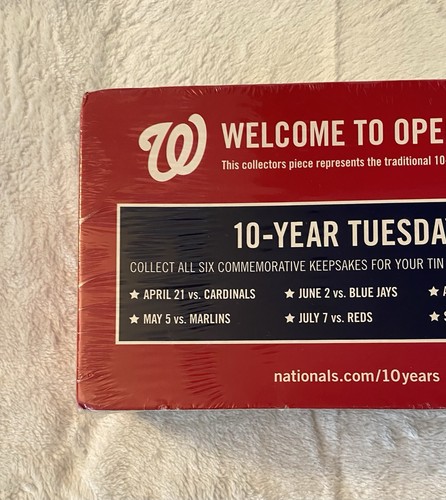 W
WELCOME TO OPE
This collectors piece represents the traditional 10-
10-YEAR TUESDA
COLLECT ALL SIX COMMEMORATIVE KEEPSAKES FOR YOUR TIN
★ APRIL 21 vs. CARDINALS ★ JUNE 2 vs. BLUE JAYS ★ A
★ MAY 5 vs. MARLINS ★ JULY 7 vs. REDS ★ S
nationals.com/10years